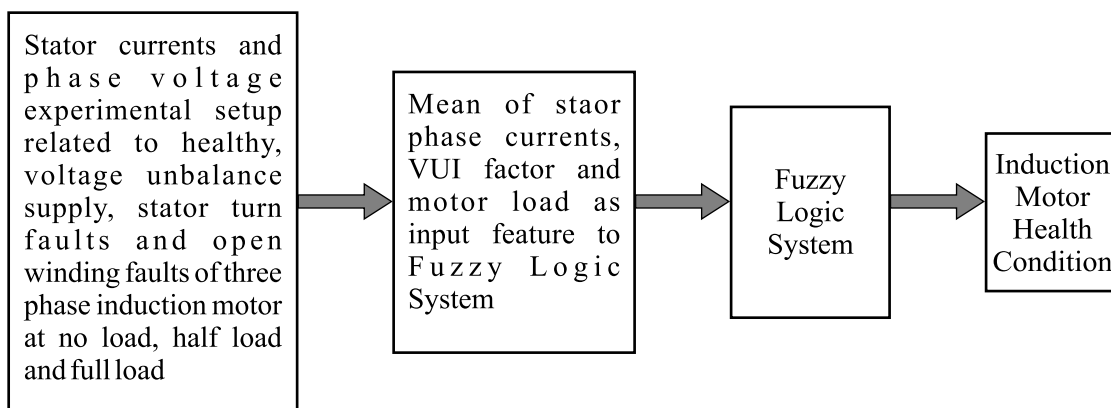 Stator currents and
phase voltage
experimental setup
related to healthy,
voltage unbalance
supply, stator turn
faults and open
winding faults of three
phase induction motor
at no load, half load
and full load
Mean of staor
phase currents,
VUI factor and
motor load as
input feature to
Fuzzy Logic
System
Fuzzy
Logic
System
Induction
Motor
Health
Condition